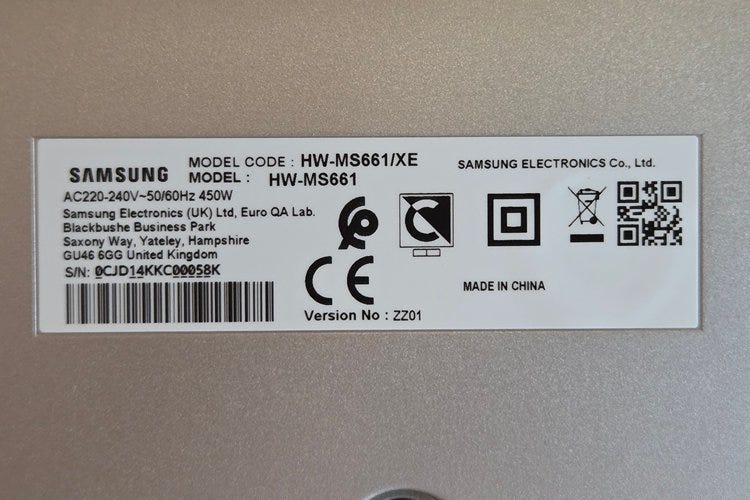 SAMSUNG
MODEL CODE : HW-MS661/XE
MODEL : HW-MS661
SAMSUNG ELECTRONICS Co., Ltd.
AC220-240V~50/60Hz 450W
Samsung Electronics (UK) Ltd, Euro QA Lab.
Blackbushe Business Park
Saxony Way, Yateley, Hampshire
GU46 6GG United Kingdom
S/N: 0CJD14KKC00058K
CE
Version No : ZZ01
MADE IN CHINA